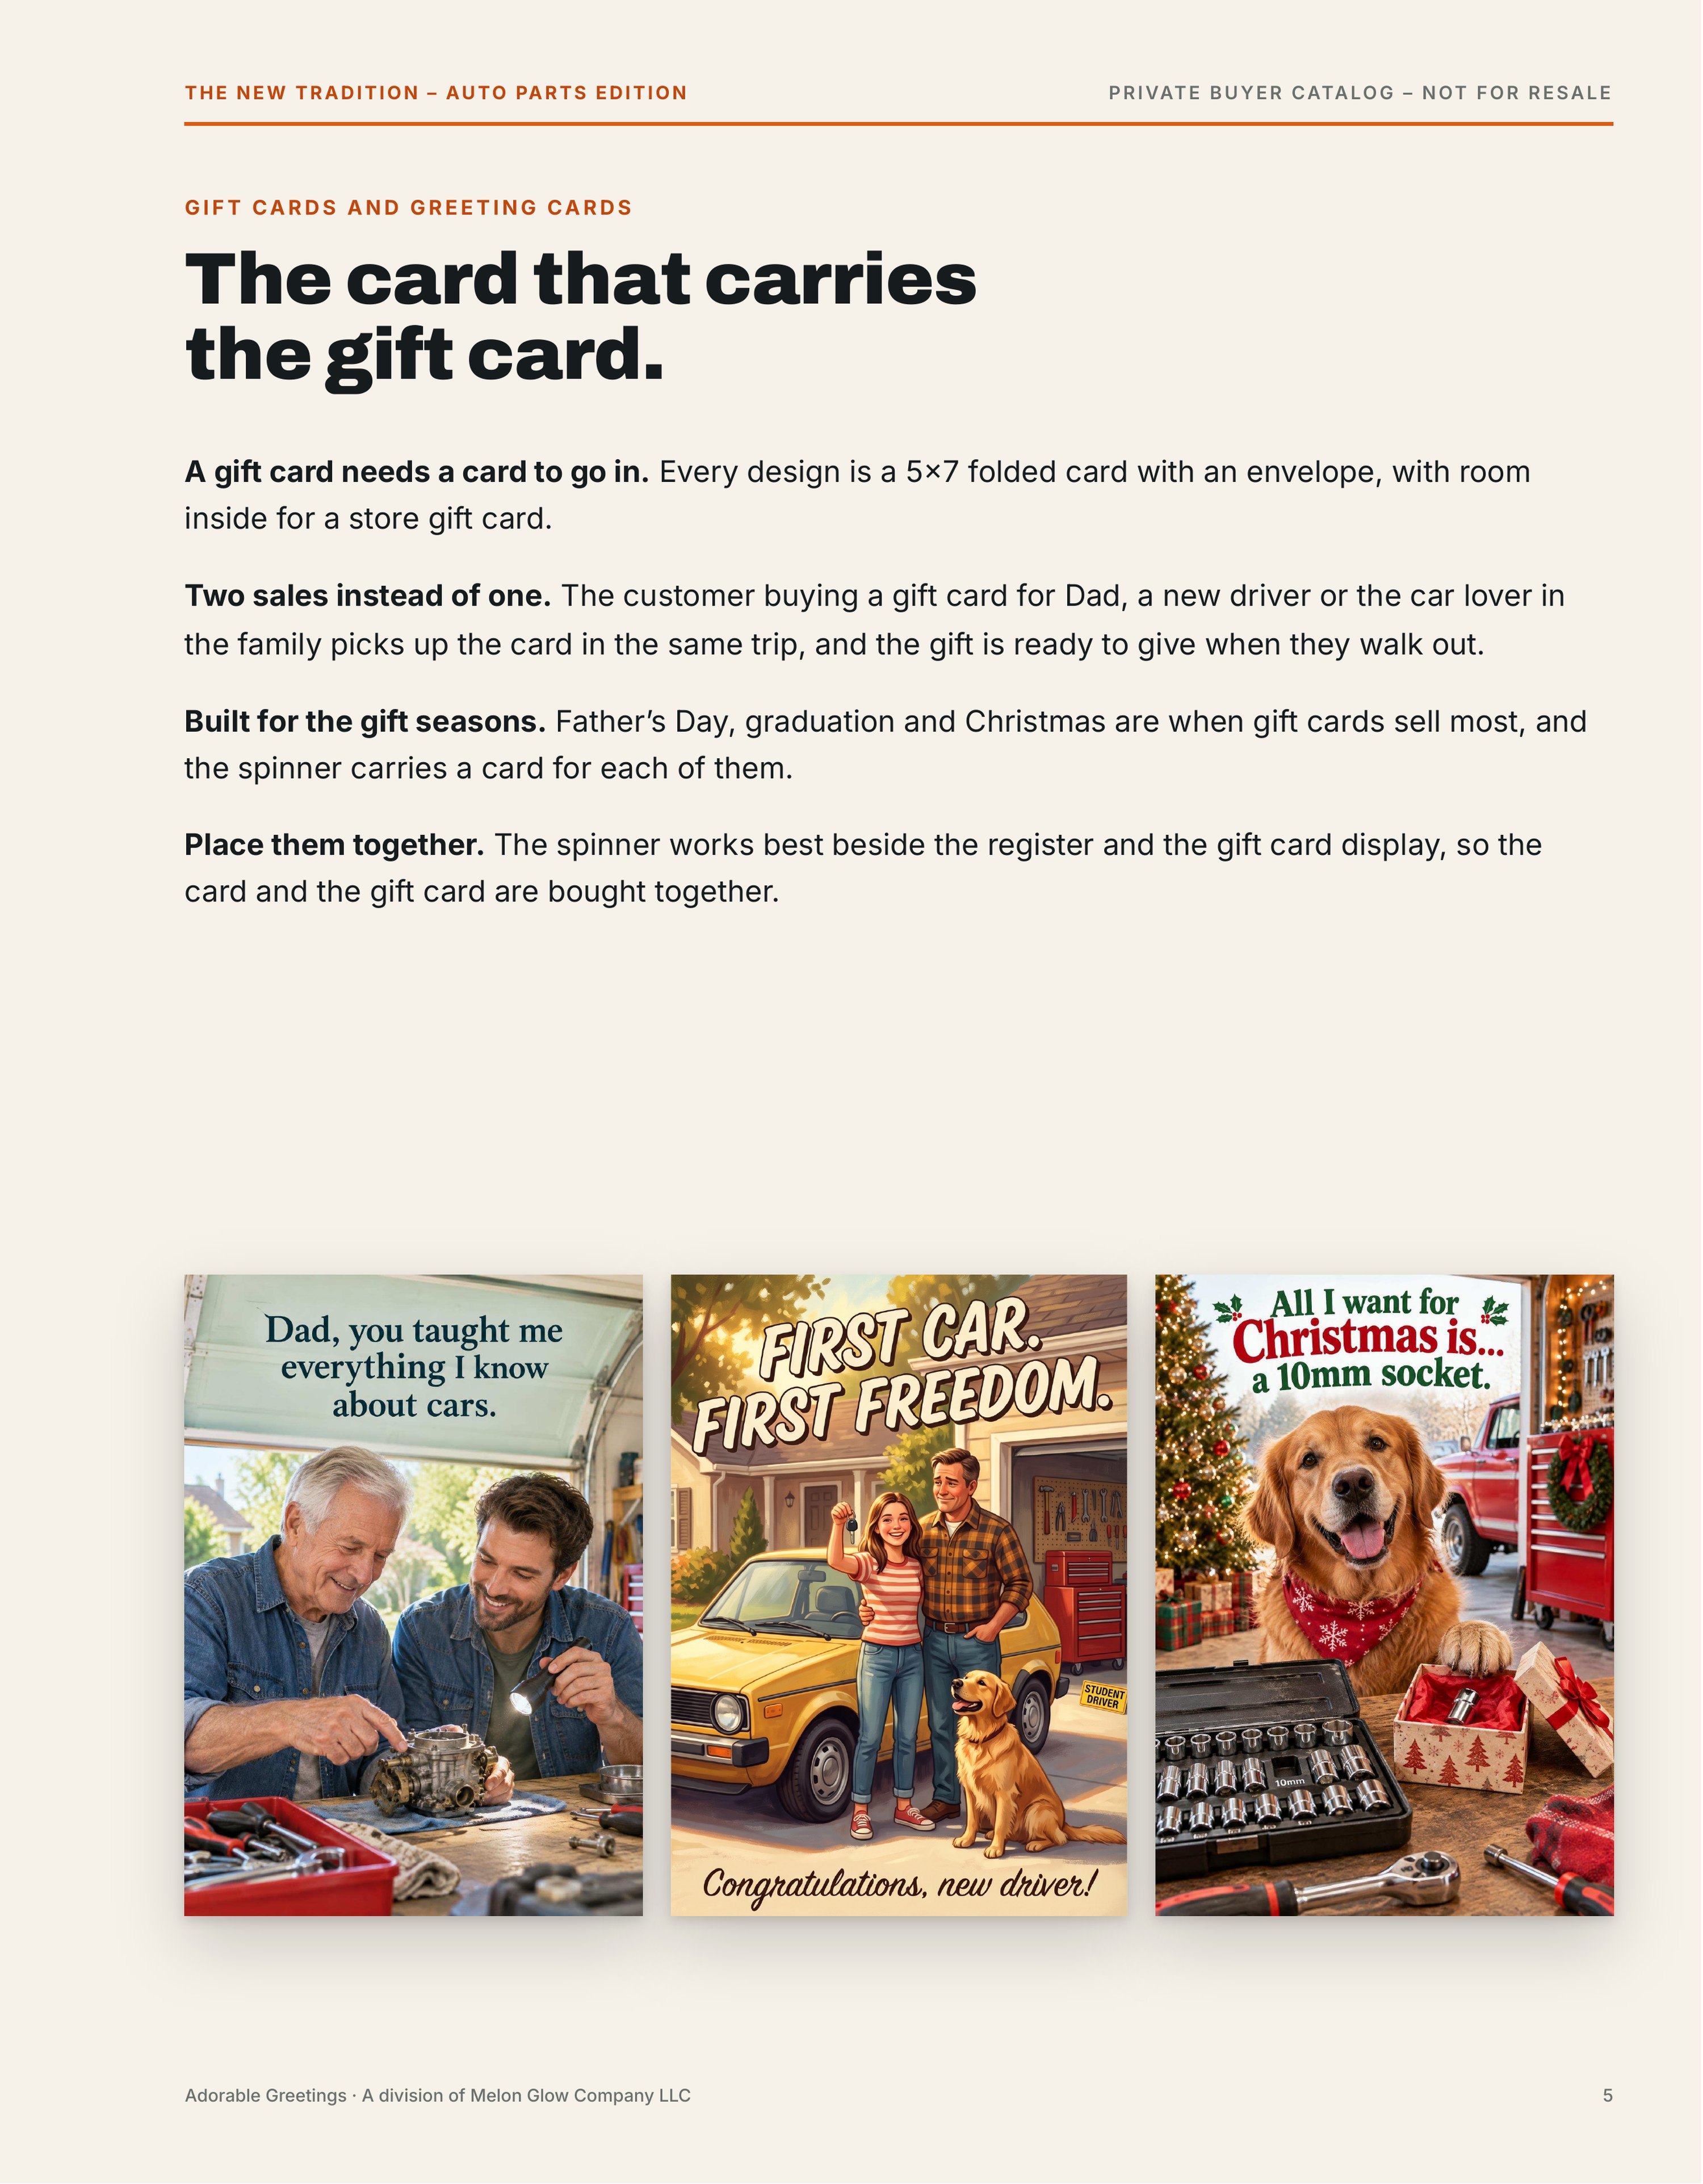 THE NEW TRADITION – AUTO PARTS EDITION
PRIVATE BUYER CATALOG – NOT FOR RESALE
GIFT CARDS AND GREETING CARDS
The card that carries
the gift card.
A gift card needs a card to go in. Every design is a 5×7 folded card with an envelope, with room
inside for a store gift card.
Two sales instead of one. The customer buying a gift card for Dad, a new driver or the car lover in
the family picks up the card in the same trip, and the gift is ready to give when they walk out.
Built for the gift seasons. Father’s Day, graduation and Christmas are when gift cards sell most, and
the spinner carries a card for each of them.
Place them together. The spinner works best beside the register and the gift card display, so the
card and the gift card are bought together.
Dad, you taught me
everything I know
about cars.
FIRST CAR.
FIRST FREEDOM.
STUDENT
DRIVER
Congratulations, new driver!
All I want for
Christmas is...
a 10mm socket.
10mm
Adorable Greetings · A division of Melon Glow Company LLC
5